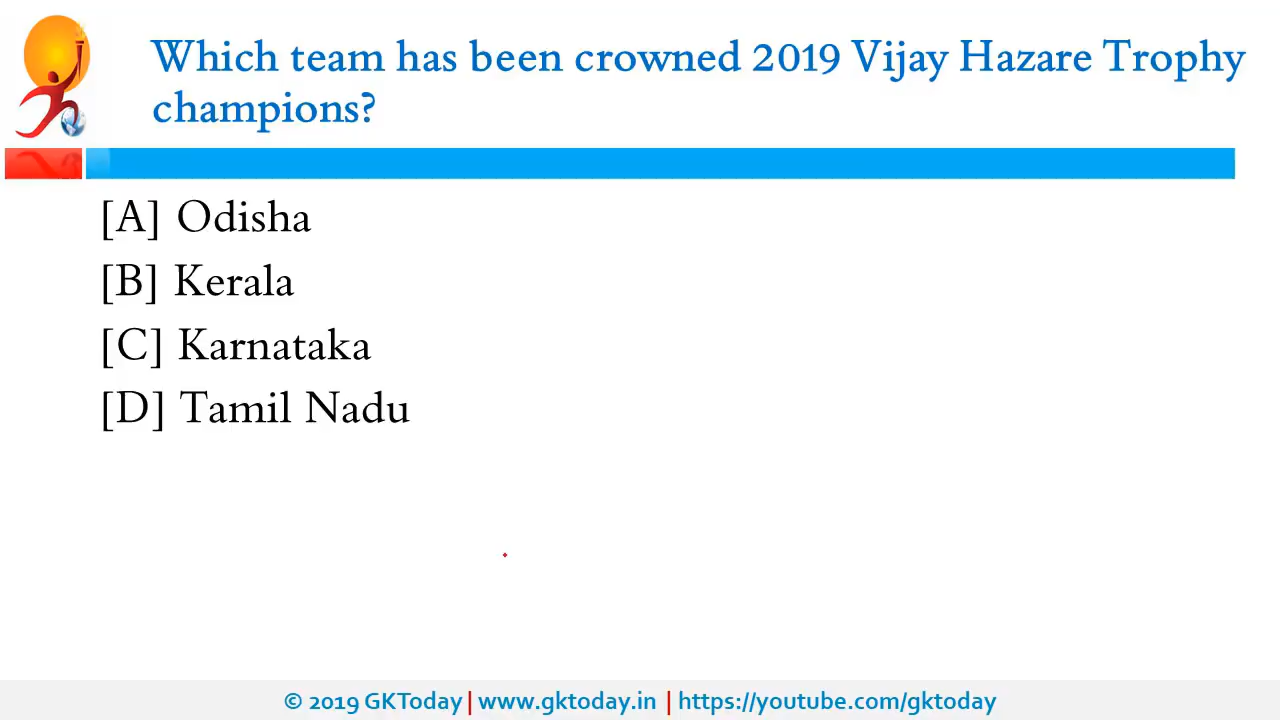 Which team has been crowned 2019 Vijay Hazare Trophy
champions?
[A] Odisha
[B] Kerala
[C] Karnataka
[D] Tamil Nadu
© 2019 GKToday | www.gktoday.in | https://youtube.com/gktoday